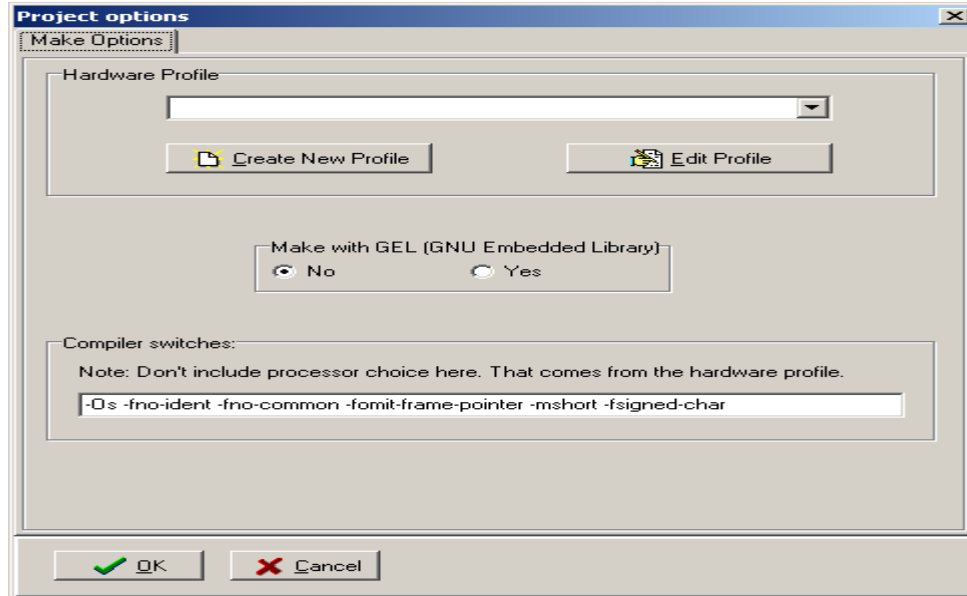 Project options
Make Options
Hardware Profile
Create New Profile
Edit Profile
Make with GEL (GNU Embedded Library)
No
Yes
Compiler switches:
Note: Don't include processor choice here. That comes from the hardware profile.
-Os -fno-ident -fno-common -fomit-frame-pointer -mshort -fsigned-char
OK
Cancel